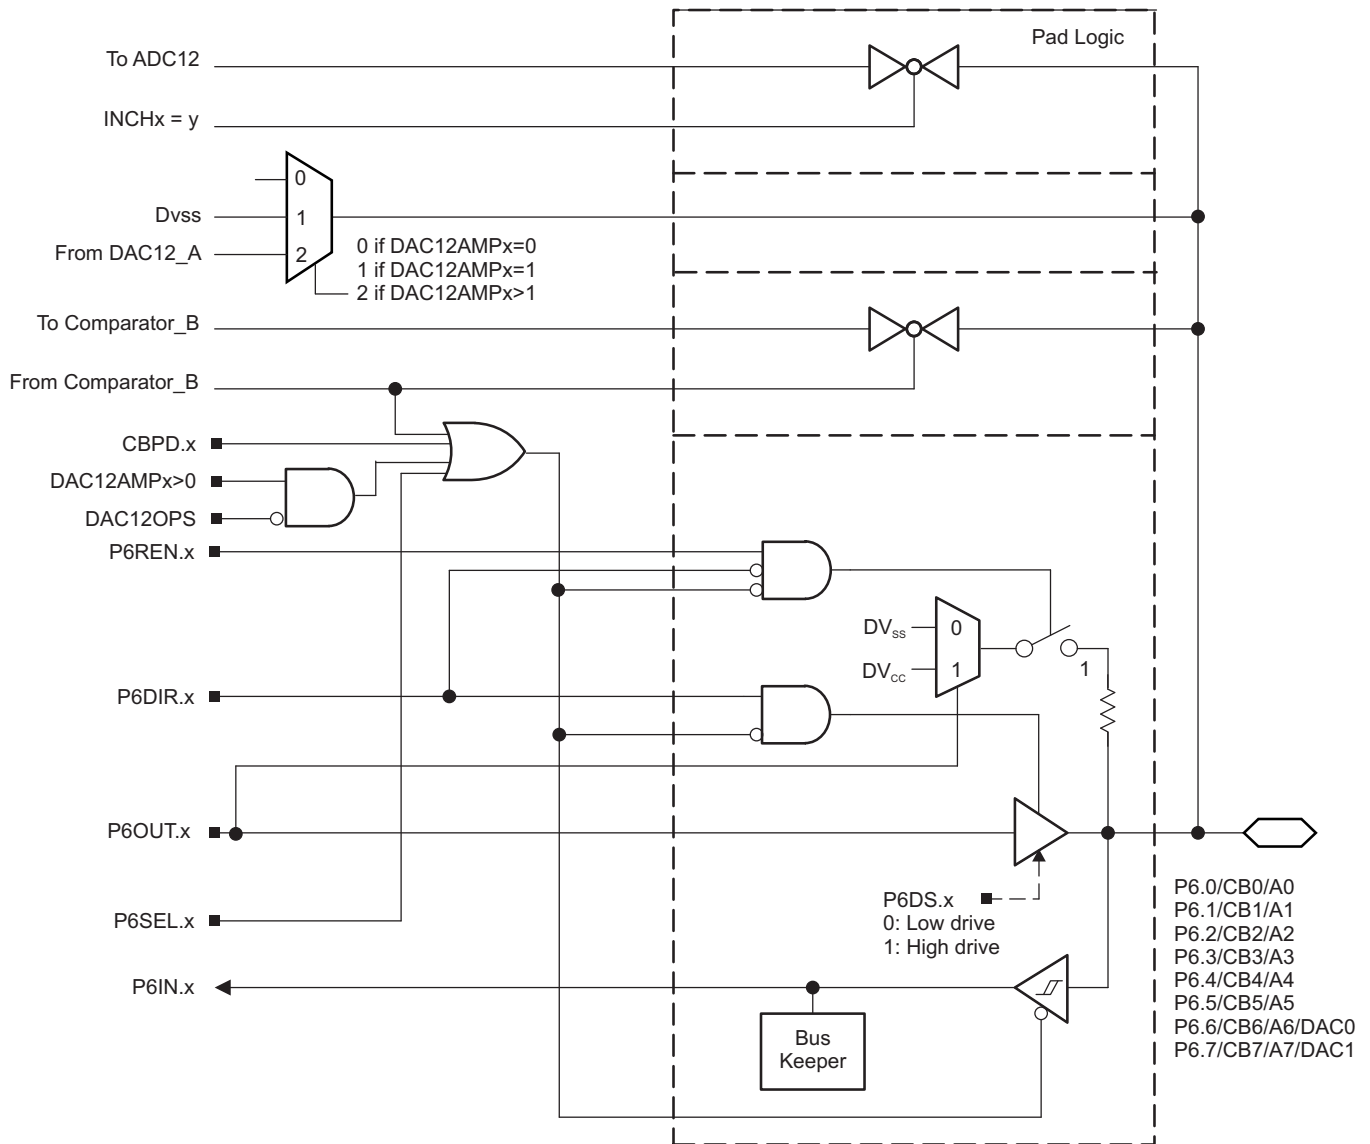 Pad Logic
To ADC12
INCHx = y
0
Dvss
1
From DAC12_A
2
0 if DAC12AMPx=0
1 if DAC12AMPx=1
2 if DAC12AMPx>1
To Comparator_B
From Comparator_B
CBPD.x
DAC12AMPx>0
DAC12OPS
P6REN.x
DVSS
0
DVCC
1
1
P6DIR.x
P6OUT.x
P6DS.x
0: Low drive
1: High drive
P6SEL.x
P6IN.x
Bus
Keeper
P6.0/CB0/A0
P6.1/CB1/A1
P6.2/CB2/A2
P6.3/CB3/A3
P6.4/CB4/A4
P6.5/CB5/A5
P6.6/CB6/A6/DAC0
P6.7/CB7/A7/DAC1